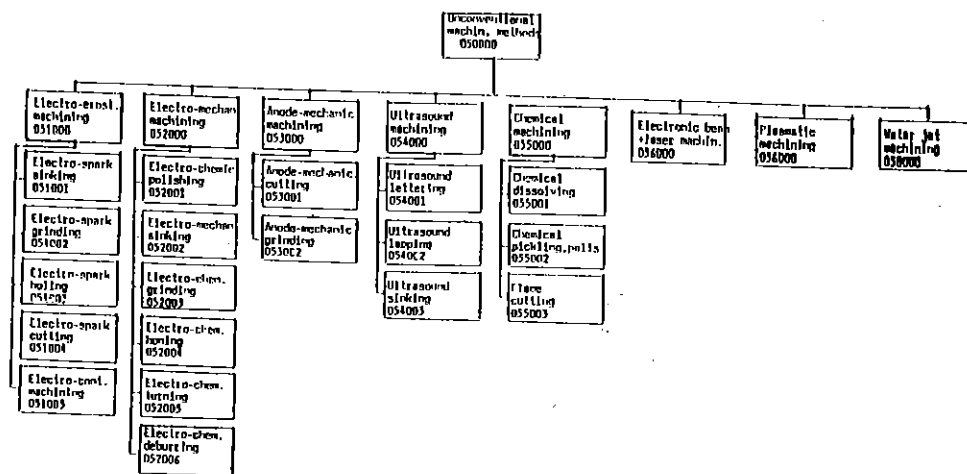 Unconventional
machin. methods
050000
Electro-erosi.
machining
051000
Electro-mechan
machining
052000
Anode-mechanic
machining
053000
Ultrasound
machining
054000
Chemical
machining
055000
Electronic beam
+laser machin.
036000
Plasmatic
machining
036000
Water jet
machining
038000
Electro-spark
sinking
051001
Electro-chemic
polishing
052001
Anode-mechanic.
cutting
053001
Ultrasound
lettering
054001
Chemical
dissolving
055001
Electro-spark
grinding
051002
Electro-mechan
sinking
052002
Anode-mechanic
grinding
053002
Ultrasound
lapping
054002
Chemical
pickling,polis
055002
Electro-spark
holing
Electro-chem.
grinding
052003
Ultrasound
sinking
054003
cutting
055003
Electro-spark
cutting
051004
Electro-chem.
honing
052004
machining
051005
Electro-chem.
turning
052005
Electro-chem.
deburring
052006